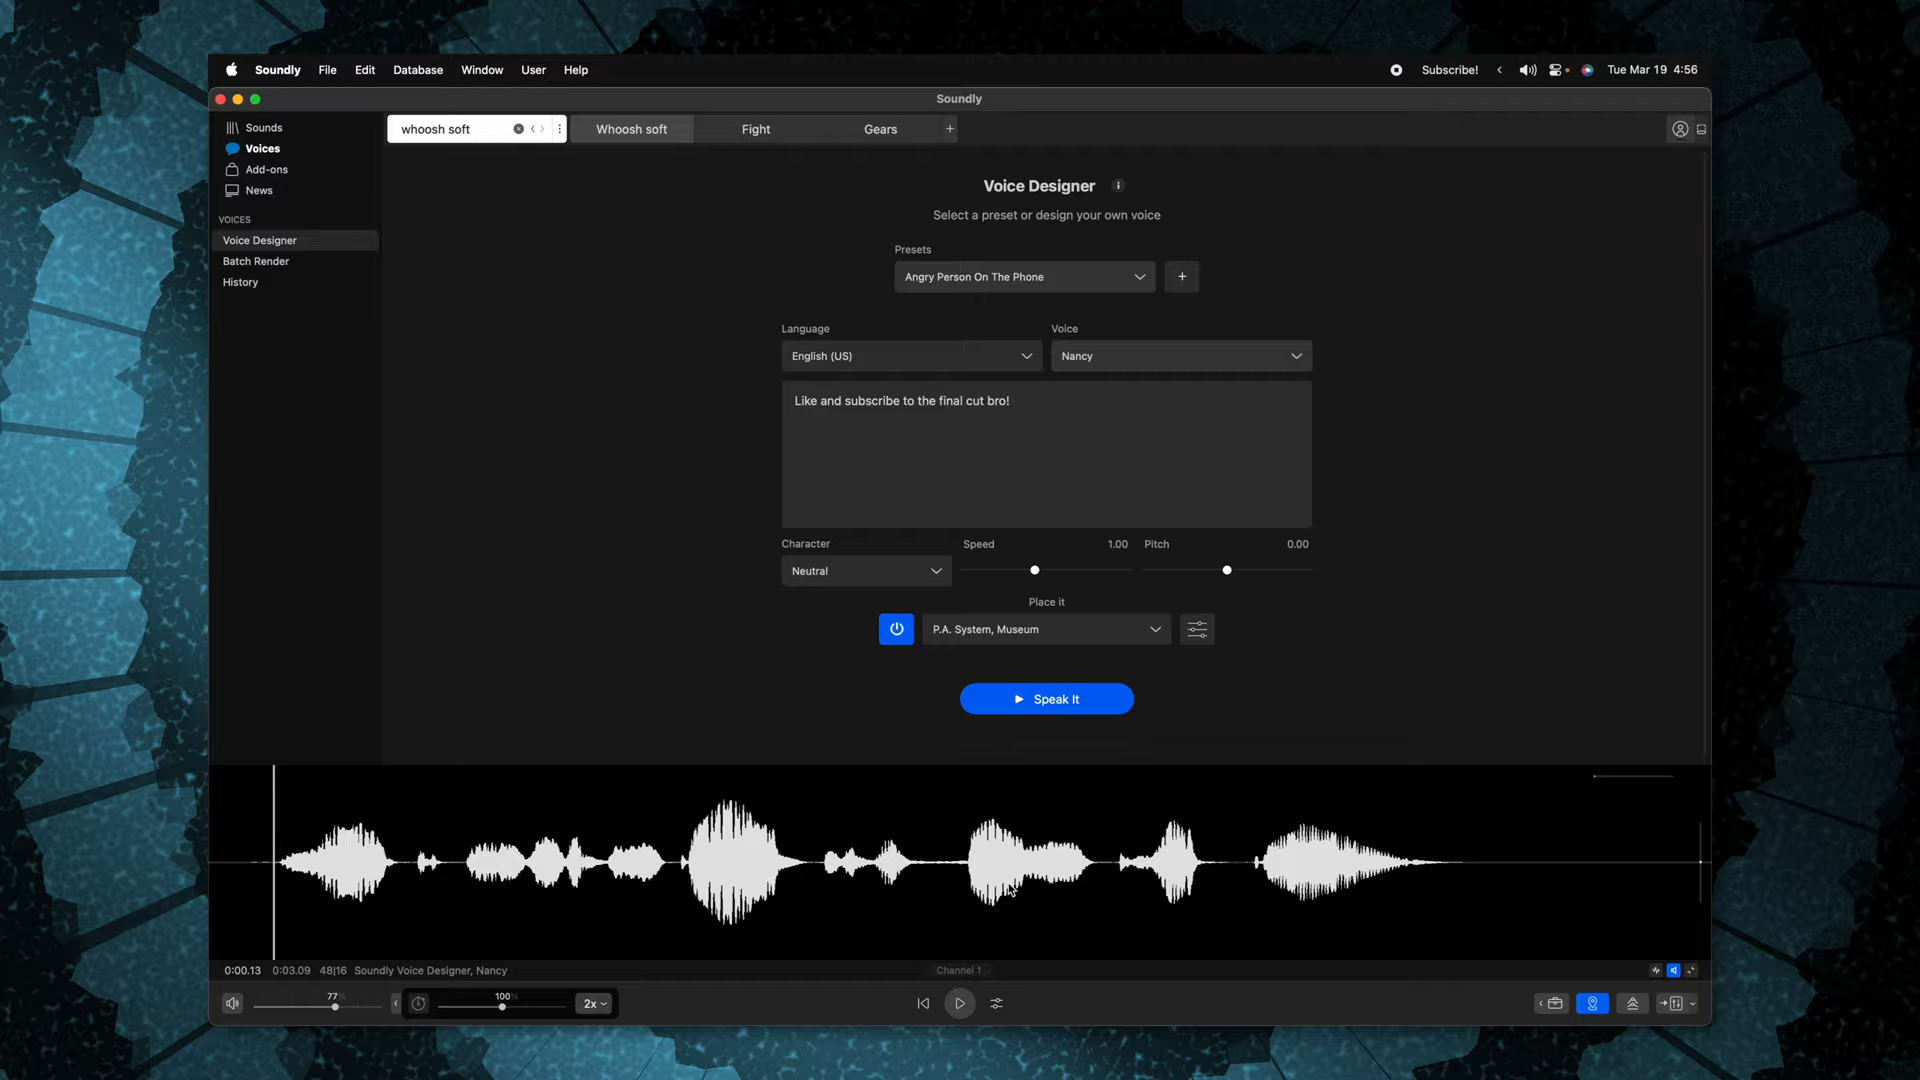 Soundly File Edit Database Window User Help
Subscribe! Tue Mar 19 4:56
Soundly
Sounds
Voices
Add-ons
News
VOICES
Voice Designer
Batch Render
History
whoosh soft
Whoosh soft
Fight
Gears
+
Voice Designer
Select a preset or design your own voice
Presets
Angry Person On The Phone
+
Language
Voice
English (US)
Nancy
Like and subscribe to the final cut bro!
Character
Speed 1.00
Pitch 0.00
Neutral
Place it
P.A. System, Museum
Speak It
0:00.13 0:03.09 48|16 Soundly Voice Designer, Nancy
Channel 1
77%
100%
2x